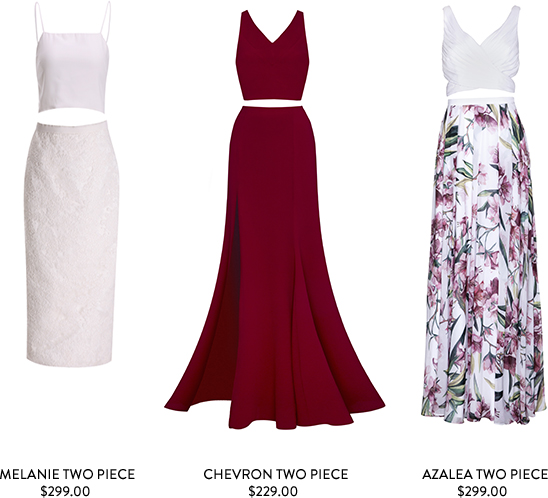 MELANIE TWO PIECE
$299.00
CHEVRON TWO PIECE
$229.00
AZALEA TWO PIECE
$299.00